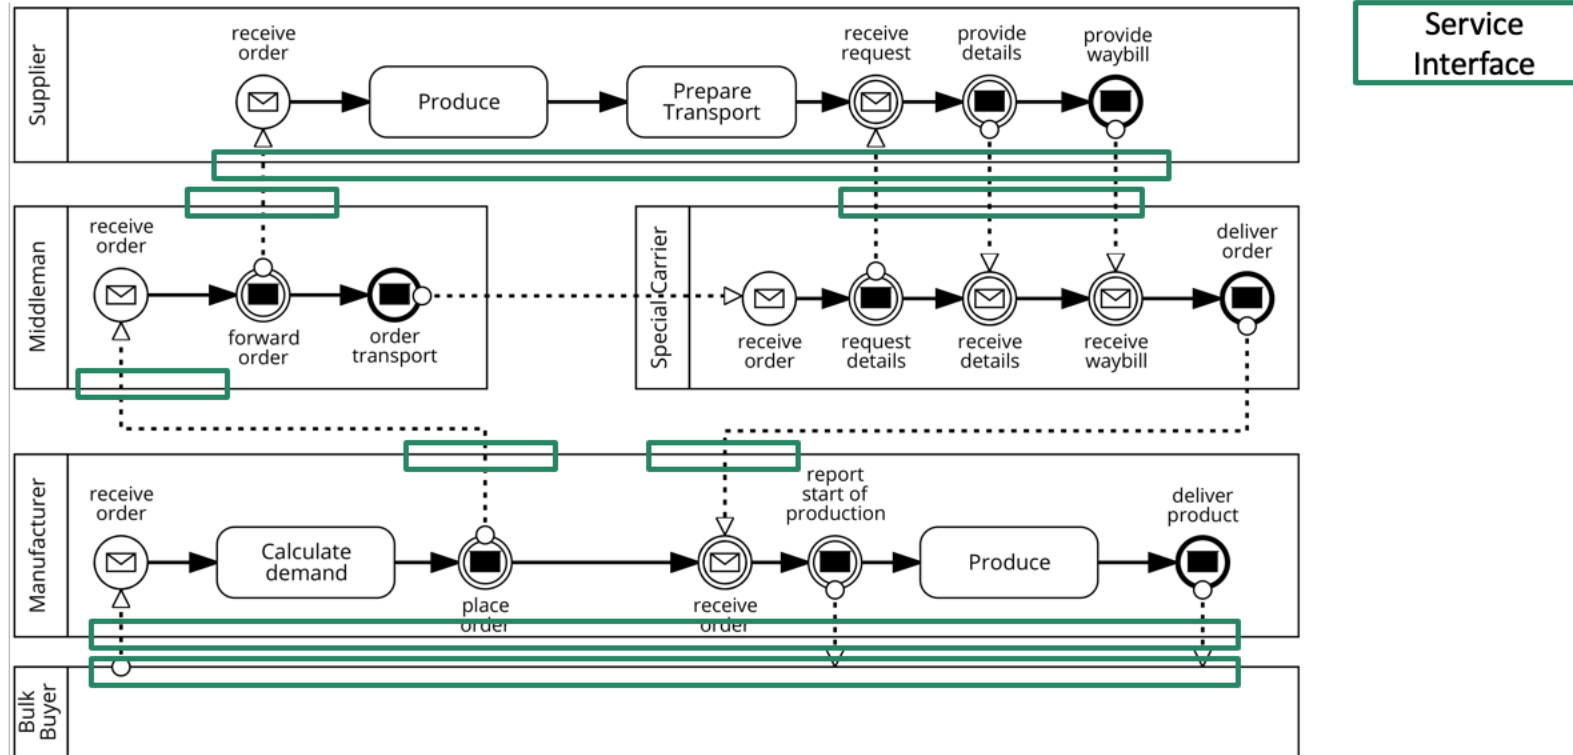 Service
Interface
Supplier
receive
order
Produce
Prepare
Transport
receive
request
provide
details
provide
waybill
Middleman
receive
order
forward
order
order
transport
Special Carrier
receive
order
request
details
receive
details
receive
waybill
deliver
order
Manufacturer
receive
order
Calculate
demand
place
order
receive
order
report
start of
production
Produce
deliver
product
Bulk
Buyer